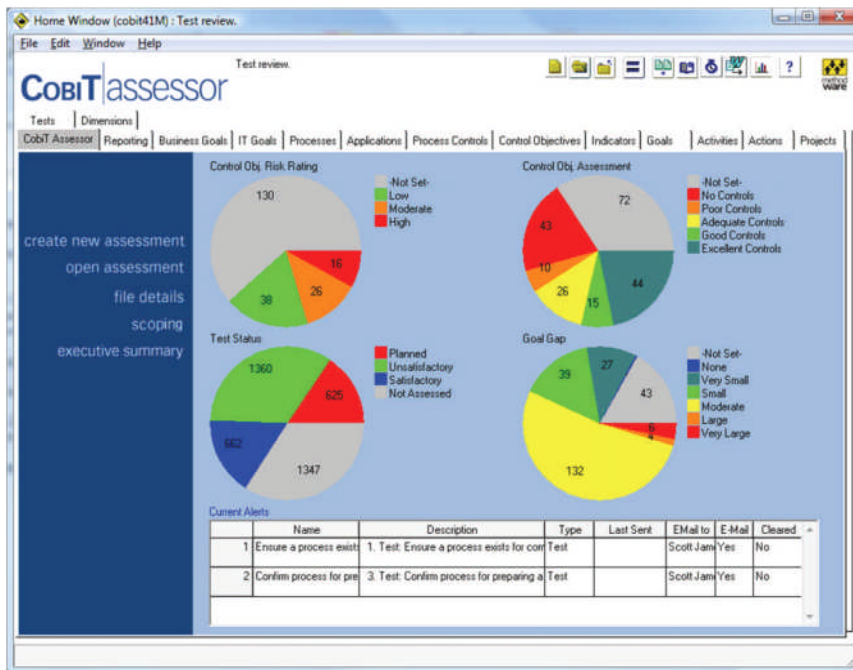 Home Window (cobit41M) : Test review.
File Edit Window Help
Test review.
COBIT assessor
method ware
Tests Dimensions
CobiT Assessor Reporting Business Goals IT Goals Processes Applications Process Controls Control Objectives Indicators Goals Activities Actions Projects
create new assessment
open assessment
file details
scoping
executive summary
Control Obj. Risk Rating
130
16
26
38
-Not Set-
Low
Moderate
High
Control Obj. Assessment
72
43
10
26
15
44
-Not Set-
No Controls
Poor Controls
Adequate Controls
Good Controls
Excellent Controls
Test Status
1360
625
662
1347
Planned
Unsatisfactory
Satisfactory
Not Assessed
Goal Gap
27
39
43
6
4
132
-Not Set-
None
Very Small
Small
Moderate
Large
Very Large
Current Alerts
Name Description Type Last Sent EMail to E-Mail Cleared
1 Ensure a process exists 1. Test: Ensure a process exists for com Test Scott Jam Yes No
2 Confirm process for pre 3. Test: Confirm process for preparing a Test Scott Jam Yes No